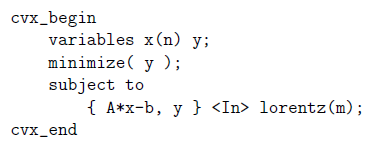 cvx_begin
    variables x(n) y;
    minimize( y );
    subject to
        { A*x-b, y } <In> lorentz(m);
cvx_end